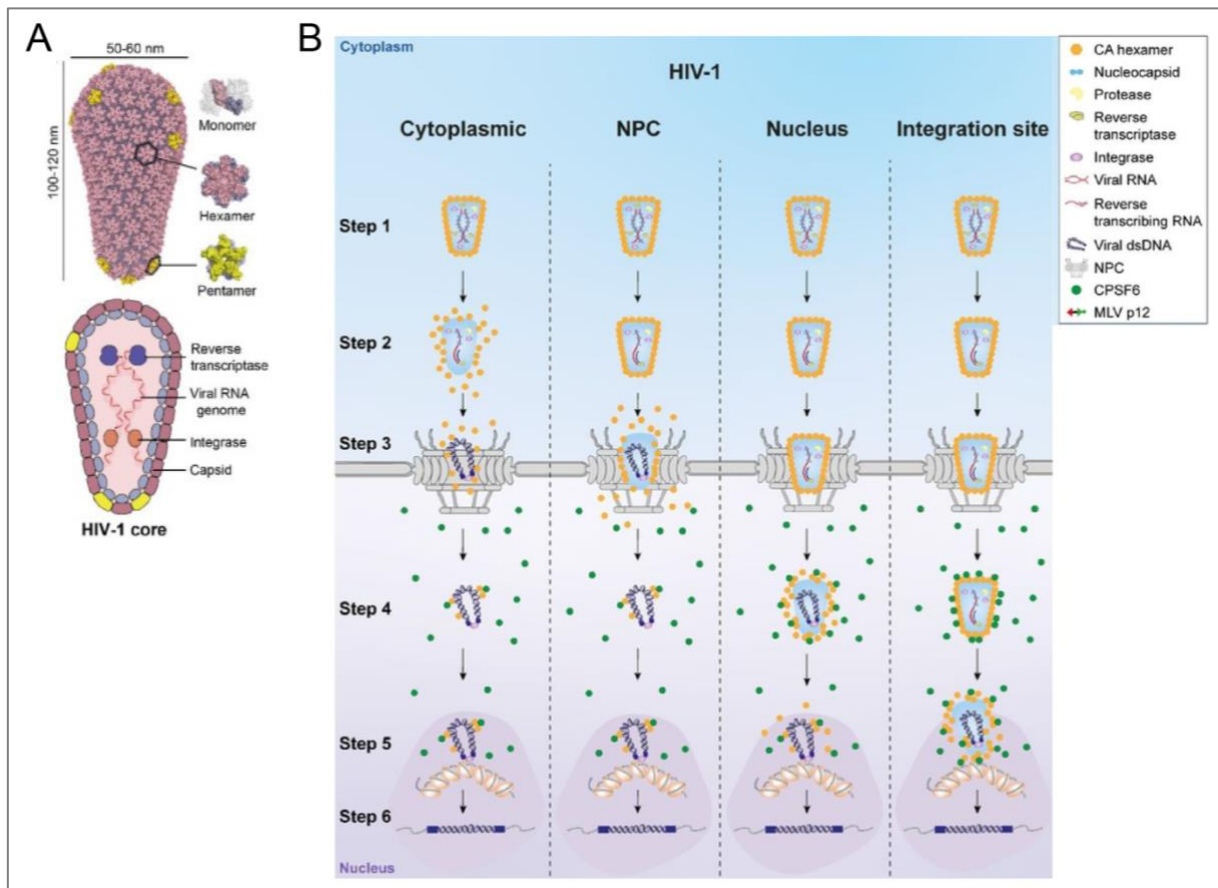 A
50-60 nm
100-120 nm
Monomer
Hexamer
Pentamer
Reverse
transcriptase
Viral RNA
genome
Integrase
Capsid
HIV-1 core
B
Cytoplasm
HIV-1
Cytoplasmic
NPC
Nucleus
Integration site
Step 1
Step 2
Step 3
Step 4
Step 5
Step 6
Nucleus
CA hexamer
Nucleocapsid
Protease
Reverse
transcriptase
Integrase
Viral RNA
Reverse
transcribing RNA
Viral dsDNA
NPC
CPSF6
MLV p12